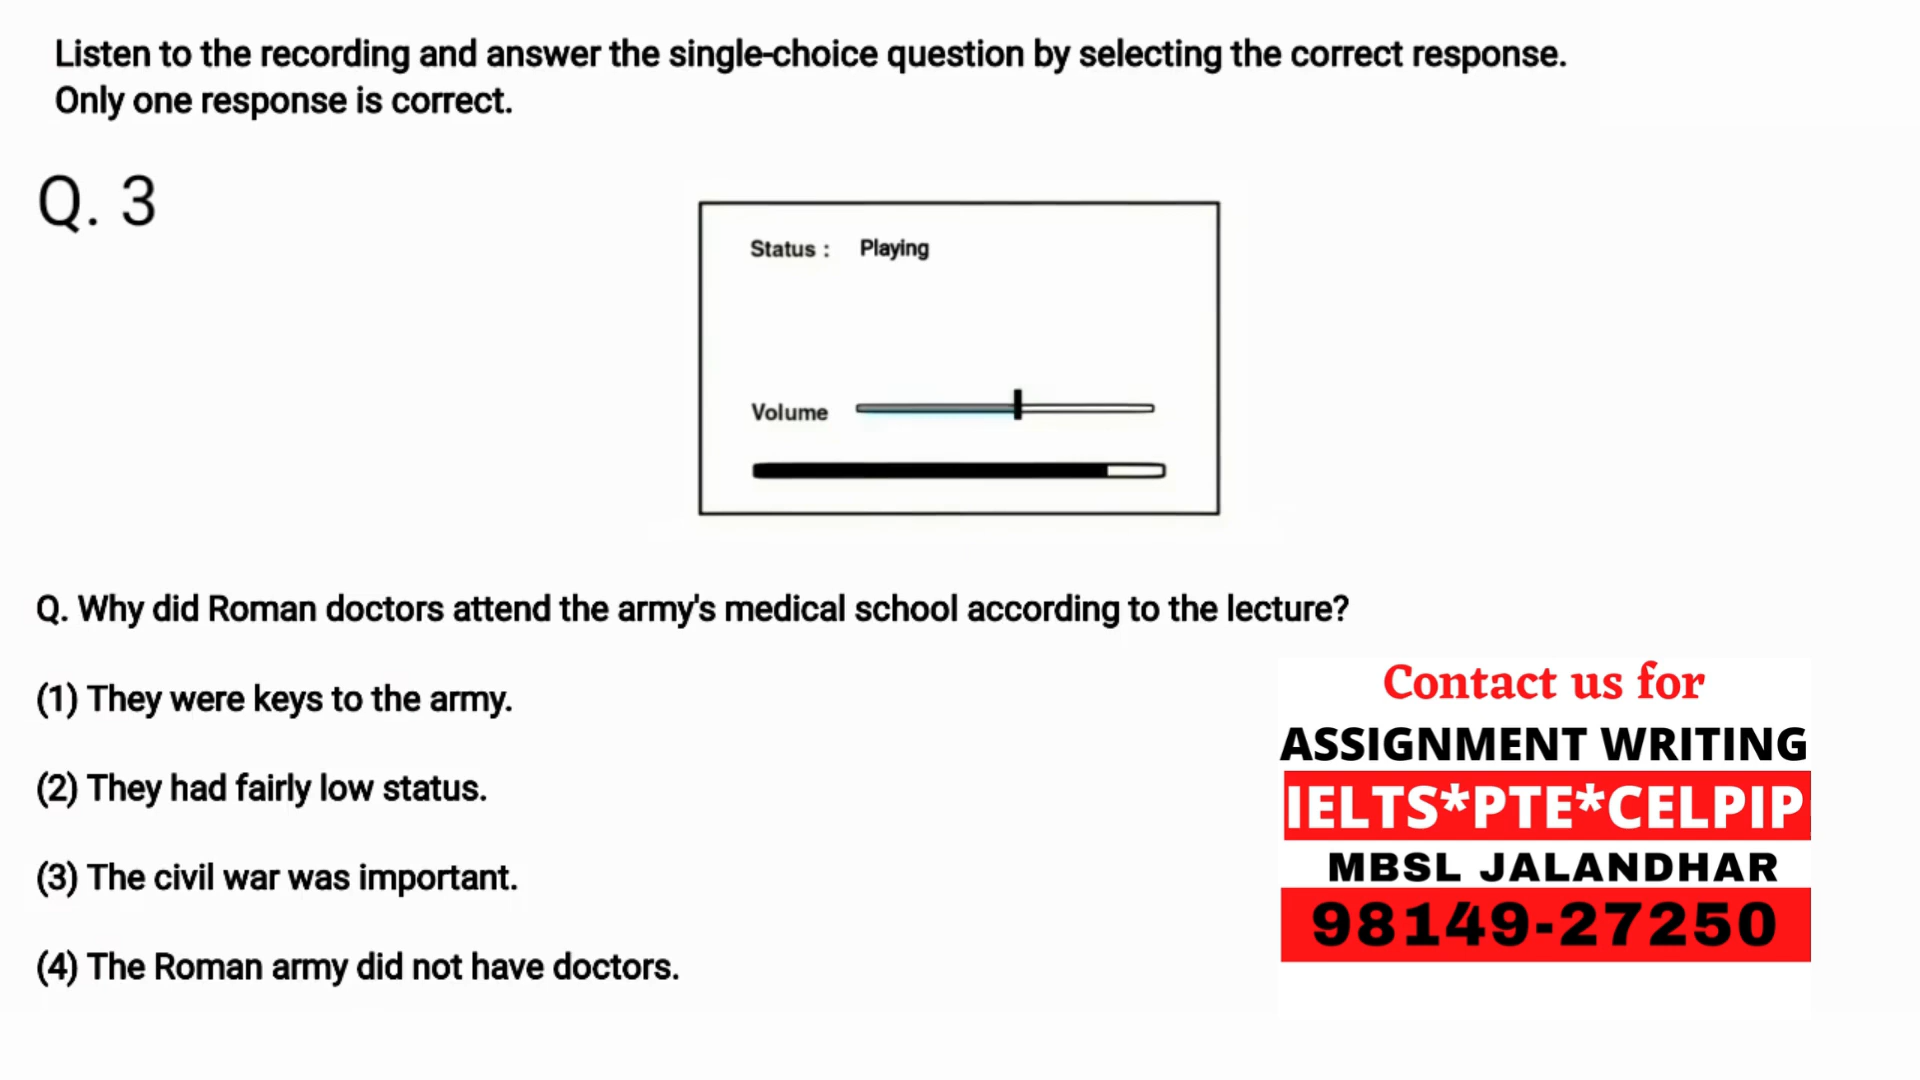 Listen to the recording and answer the single-choice question by selecting the correct response.
Only one response is correct.
Q. 3
Status : Playing
Volume
Q. Why did Roman doctors attend the army's medical school according to the lecture?
(1) They were keys to the army.
(2) They had fairly low status.
(3) The civil war was important.
(4) The Roman army did not have doctors.
Contact us for
ASSIGNMENT WRITING
IELTS*PTE*CELPIP
MBSL JALANDHAR
98149-27250